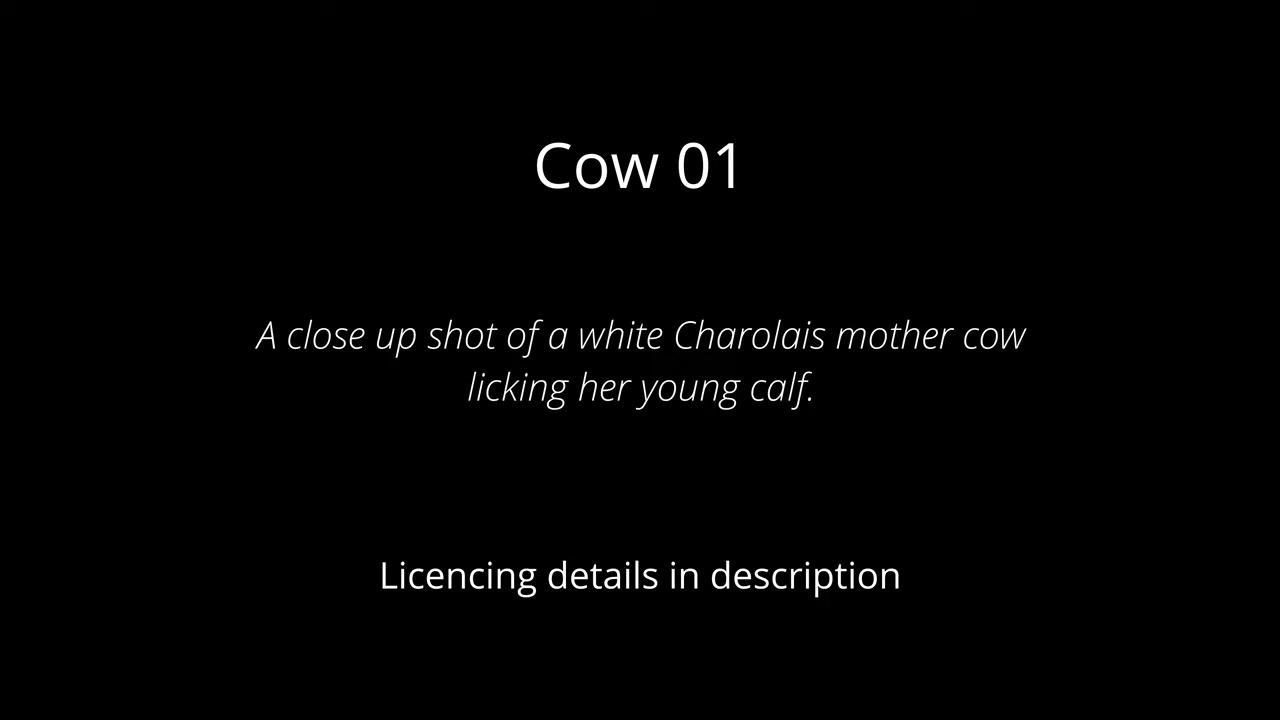 Cow 01
A close up shot of a white Charolais mother cow
licking her young calf.
Licencing details in description